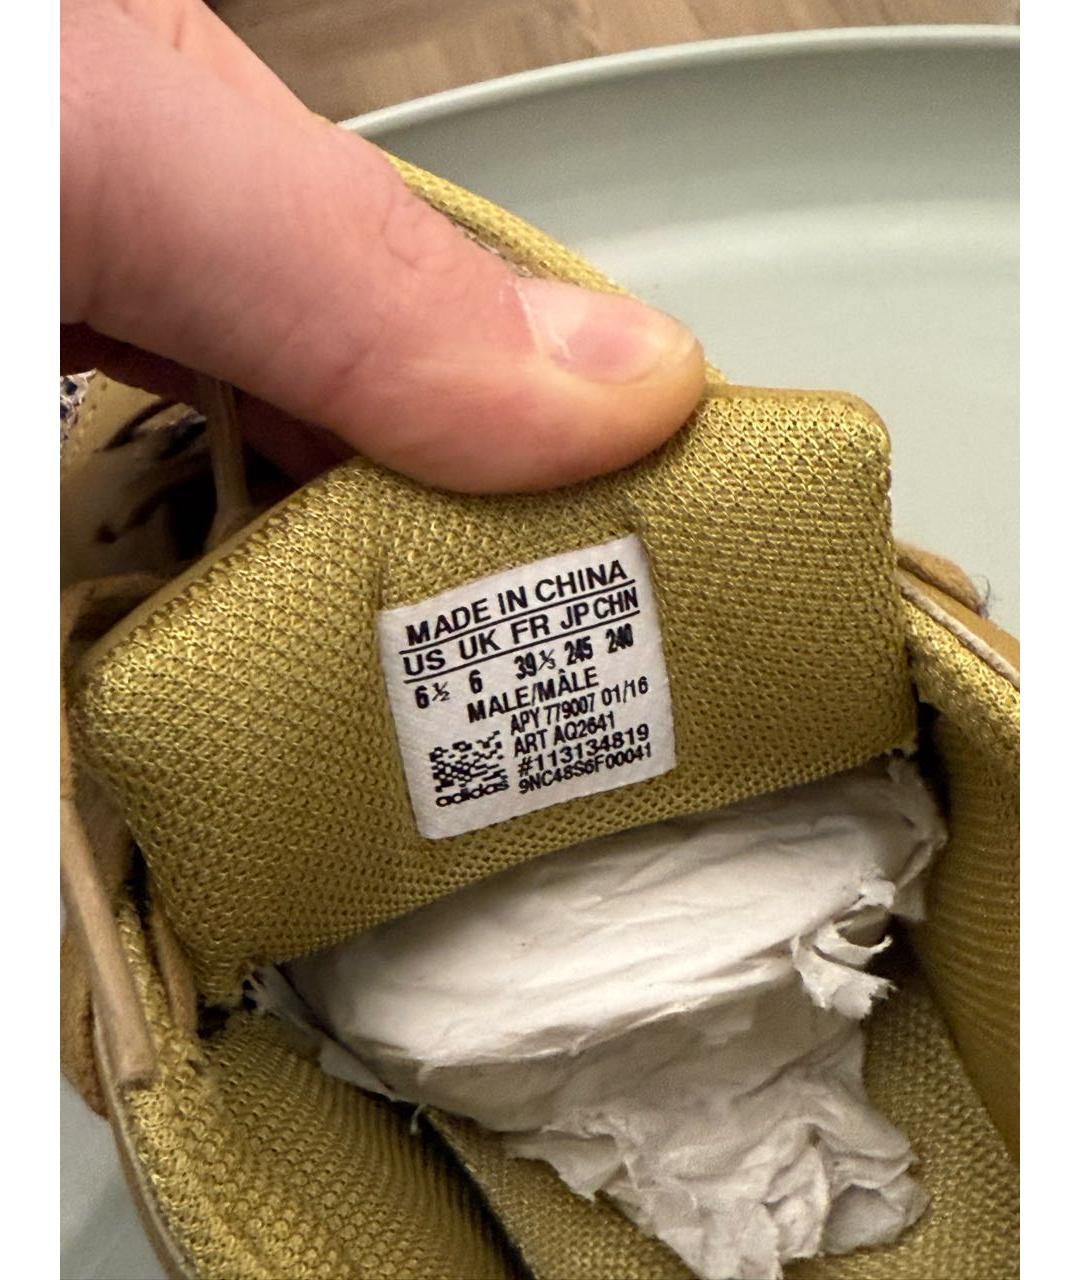 MADE IN CHINA
US UK FR JP CHN
6½ 6 39⅓ 245 240
MALE/MÂLE
APY 779007 01/16
ART AQ2641
#113134819
9NC48S6F00041
adidas